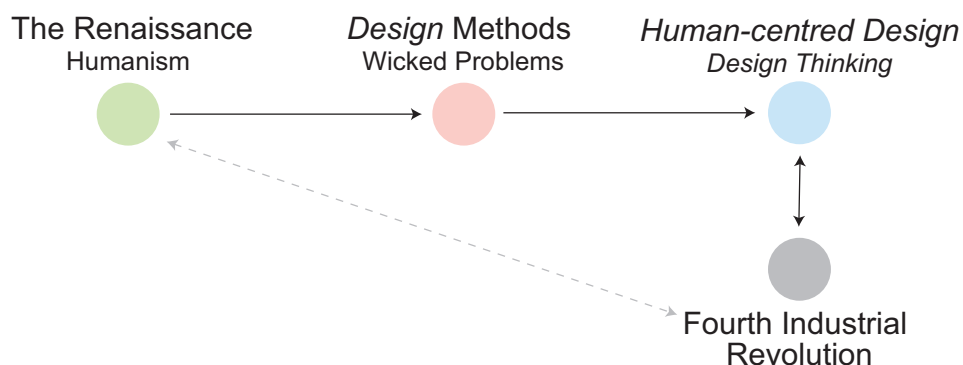 The Renaissance
Humanism
Design Methods
Wicked Problems
Human-centred Design
Design Thinking
Fourth Industrial
Revolution